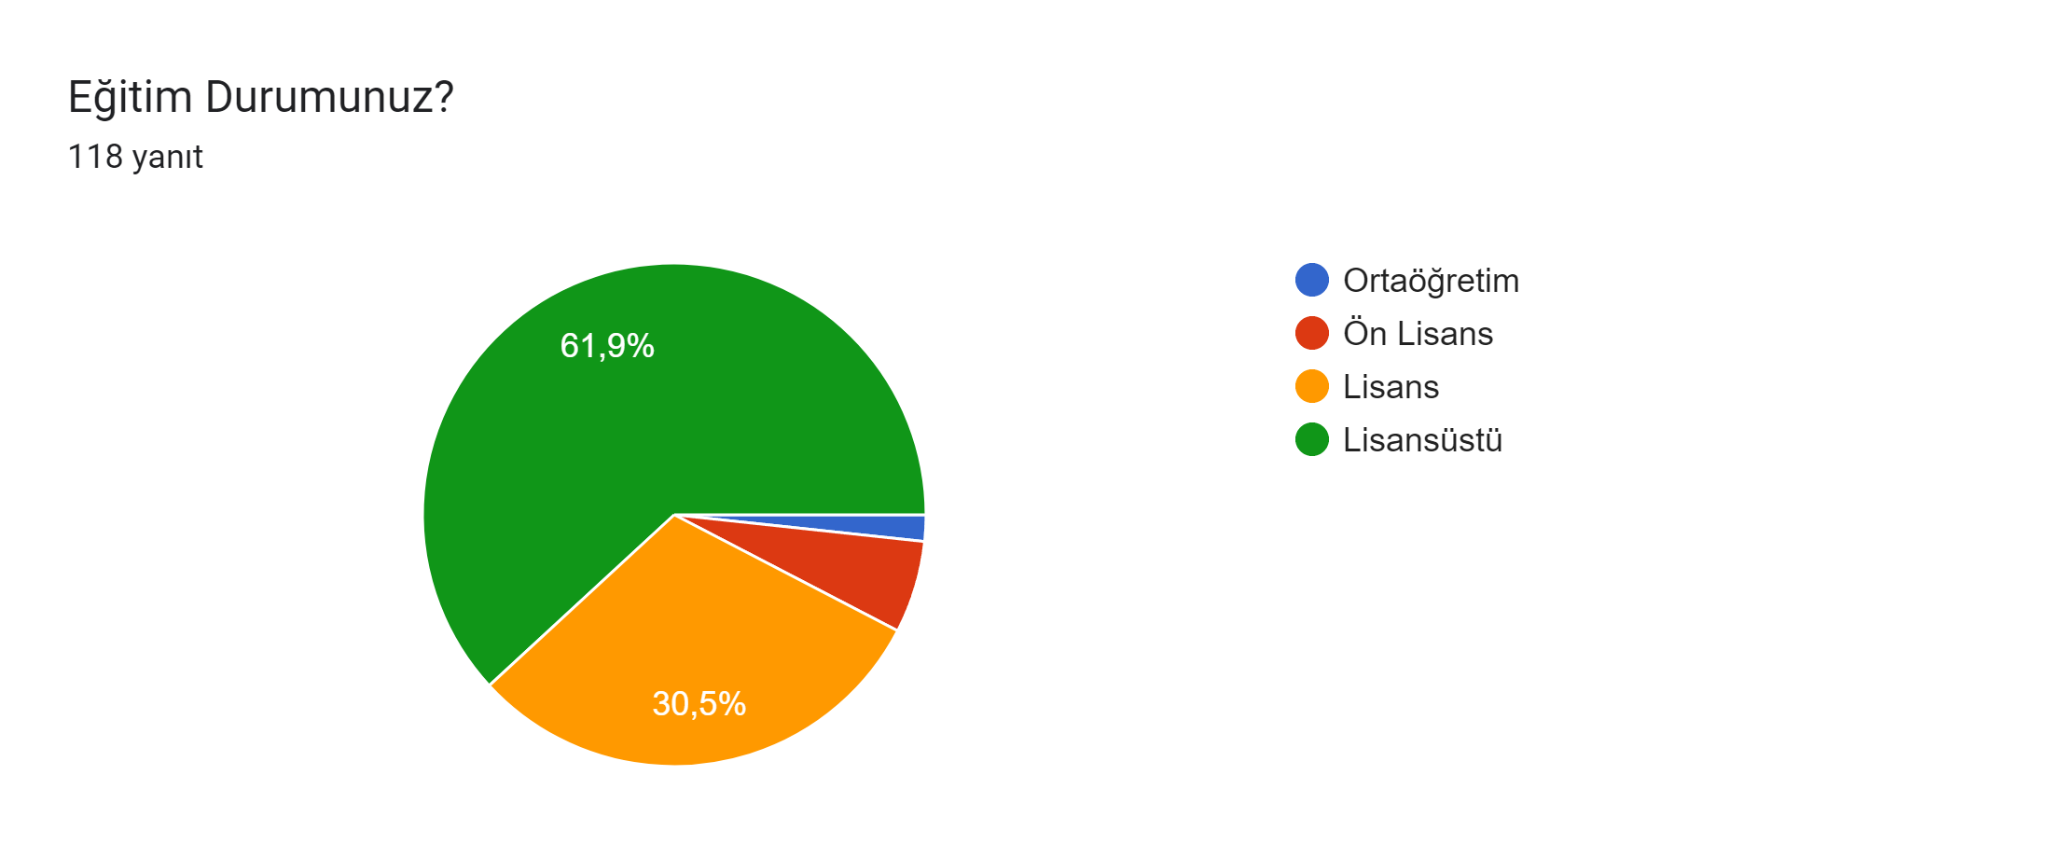 Eğitim Durumunuz?
118 yanıt
61,9%
30,5%
Ortaöğretim
Ön Lisans
Lisans
Lisansüstü